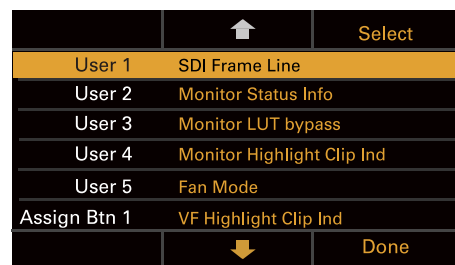 Select
User 1 SDI Frame Line
User 2 Monitor Status Info
User 3 Monitor LUT bypass
User 4 Monitor Highlight Clip Ind
User 5 Fan Mode
Assign Btn 1 VF Highlight Clip Ind
Done